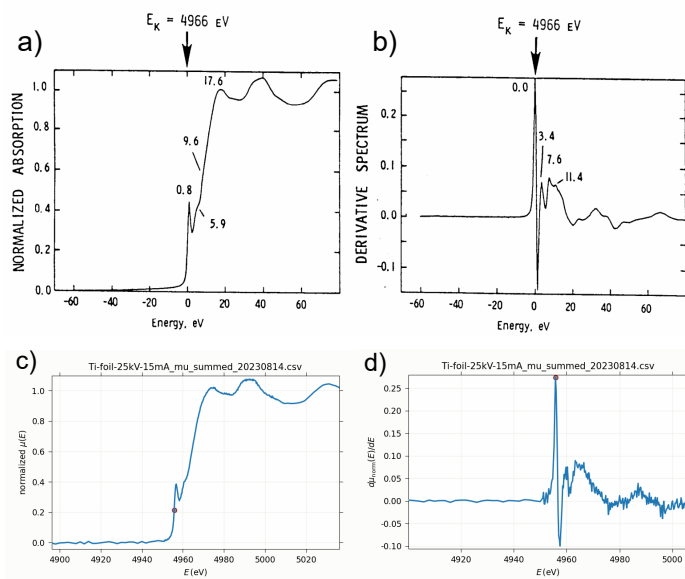 a)
E_K = 4966 eV
NORMALIZED ABSORPTION
1.0
0.8
0.6
0.4
0.2
0.0
17.6
9.6
0.8
5.9
-60 -40 -20 0 20 40 60
Energy, eV
b)
E_K = 4966 eV
DERIVATIVE SPECTRUM
0.2
0.1
0.0
-0.1
0.0
3.4
7.6
11.4
-60 -40 -20 0 20 40 60
Energy, eV
c)
Ti-foil-25kV-15mA_mu_summed_20230814.csv
normalized μ(E)
1.0
0.8
0.6
0.4
0.2
0.0
4900 4920 4940 4960 4980 5000 5020
E (eV)
d)
Ti-foil-25kV-15mA_mu_summed_20230814.csv
dμnorm(E)/dE
0.25
0.20
0.15
0.10
0.05
0.00
-0.05
-0.10
4920 4940 4960 4980 5000
E (eV)